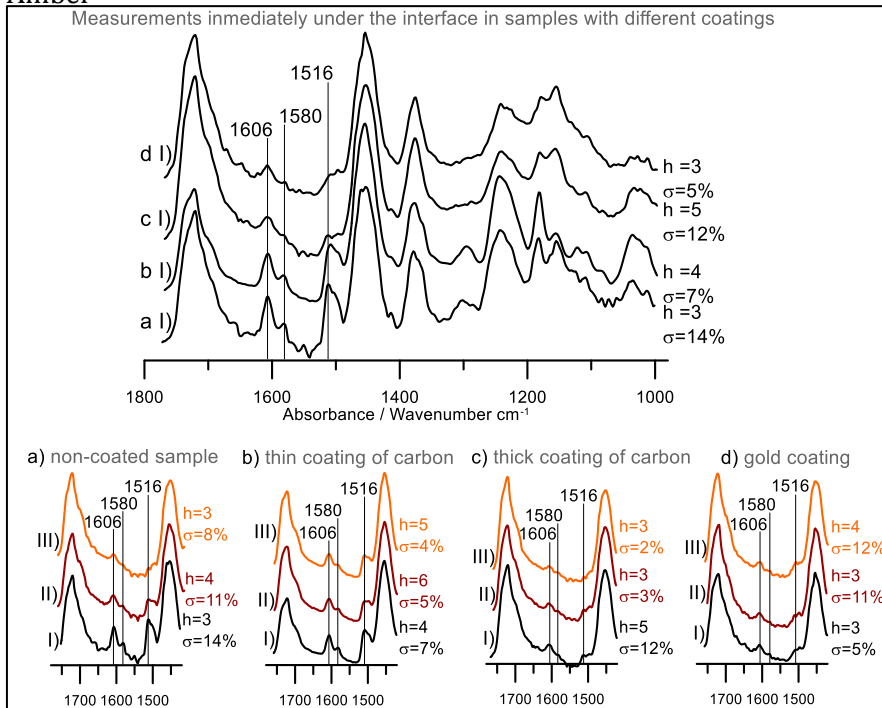 Amber
Measurements inmediately under the interface in samples with different coatings
1516
1580
1606
d I)
h =3
σ=5%
c I)
h =5
σ=12%
b I)
h =4
σ=7%
a I)
h =3
σ=14%
1800 1600 1400 1200 1000
Absorbance / Wavenumber cm-1
a) non-coated sample
1516
1580
1606
III)
h=3
σ=8%
II)
h=4
σ=11%
I)
h=3
σ=14%
1700 1600 1500
b) thin coating of carbon
1516
1580
1606
III)
h=5
σ=4%
II)
h=6
σ=5%
I)
h=4
σ=7%
1700 1600 1500
c) thick coating of carbon
1516
1580
1606
III)
h=3
σ=2%
II)
h=3
σ=3%
I)
h=5
σ=12%
1700 1600 1500
d) gold coating
1516
1580
1606
III)
h=4
σ=12%
II)
h=3
σ=11%
I)
h=3
σ=5%
1700 1600 1500